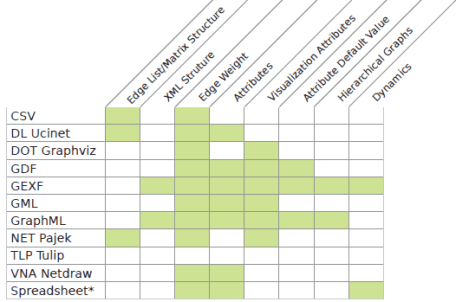 Edge List/Matrix Structure
XML Struture
Edge Weight
Attributes
Visualization Attributes
Attribute Default Value
Hierarchical Graphs
Dynamics
CSV
DL Ucinet
DOT Graphviz
GDF
GEXF
GML
GraphML
NET Pajek
TLP Tulip
VNA Netdraw
Spreadsheet*